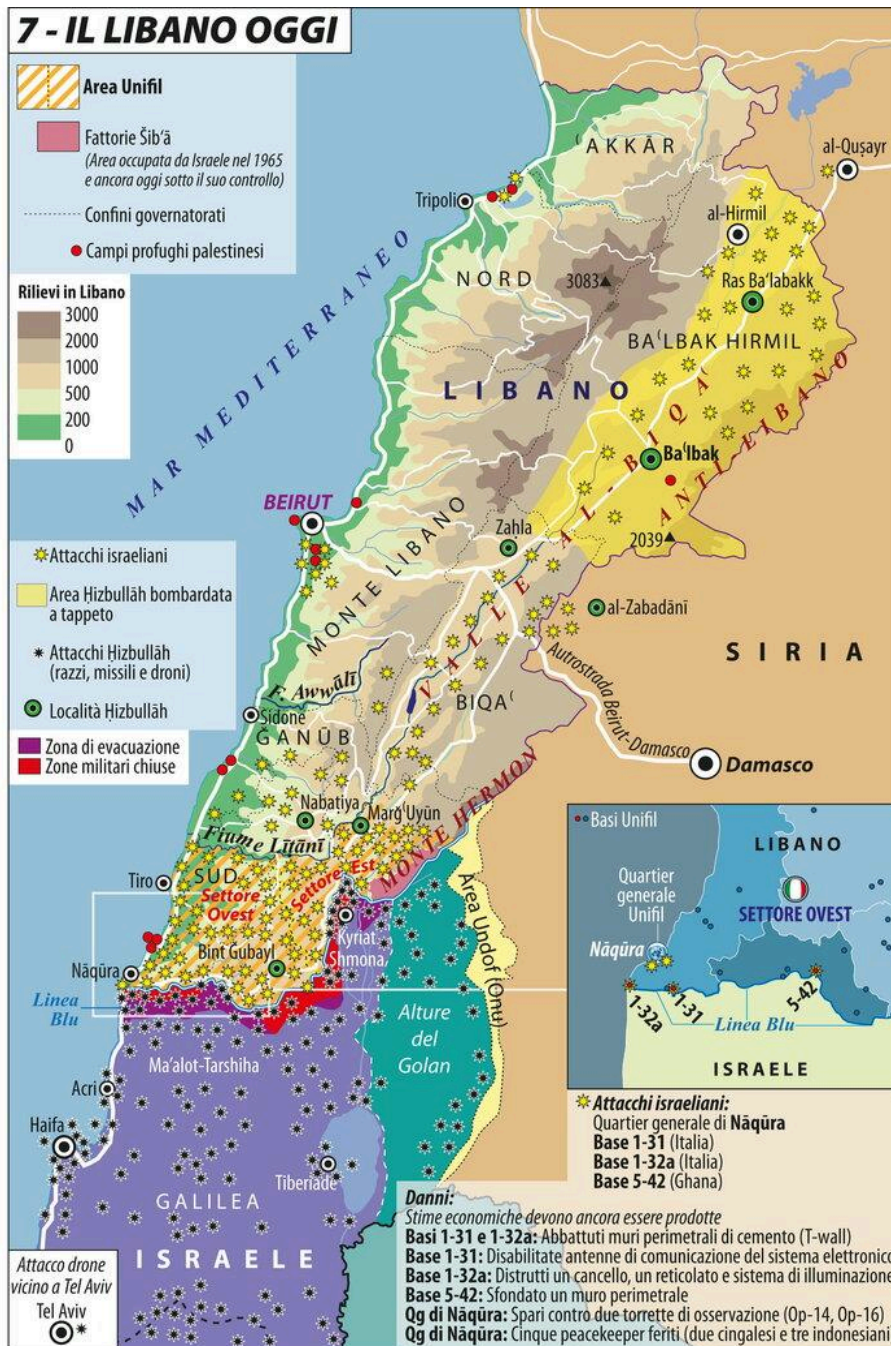 7 - IL LIBANO OGGI
Area Unifil
Fattorie Šib‘ā
(Area occupata da Israele nel 1965
e ancora oggi sotto il suo controllo)
Confini governatorati
Campi profughi palestinesi
Rilievi in Libano
3000
2000
1000
500
200
0
MAR MEDITERRANEO
‘AKKĀR
al-Quṣayr
Tripoli
al-Hirmil
NORD
3083
Ras Ba‘labakk
BA‘LBAK HIRMIL
LIBANO
Ba‘lbak
VALLE AL-BIQA‘
ANTI-LIBANO
BEIRUT
2039
Zaḥla
MONTE LIBANO
al-Zabadānī
SIRIA
Attacchi israeliani
Area Ḥizbullāh bombardata
a tappeto
Attacchi Ḥizbullāh
(razzi, missili e droni)
Località Ḥizbullāh
Zona di evacuazione
Zone militari chiuse
F. Awwālī
BIQA‘
Autrostrada Beirut-Damasco
Sidone
ĞANŪB
Damasco
Nabatiya
Marğ‘Uyūn
MONTE HERMON
Fiume Līṭānī
SUD
Settore
Ovest
Settore Est
Tiro
Kyriat
Shmona
Area Undof (Onu)
Bint Gubayl
Nāqūra
Linea
Blu
Alture
del
Golan
Ma'alot-Tarshiha
Acri
Haifa
Tiberiade
GALILEA
ISRAELE
Attacco drone
vicino a Tel Aviv
Tel Aviv
Basi Unifil
LIBANO
Quartier
generale
Unifil
SETTORE OVEST
Nāqūra
1-32a
1-31
5-42
Linea Blu
ISRAELE
Attacchi israeliani:
Quartier generale di Nāqūra
Base 1-31 (Italia)
Base 1-32a (Italia)
Base 5-42 (Ghana)
Danni:
Stime economiche devono ancora essere prodotte
Basi 1-31 e 1-32a: Abbattuti muri perimetrali di cemento (T-wall)
Base 1-31: Disabilitate antenne di comunicazione del sistema elettronico
Base 1-32a: Distrutti un cancello, un reticolato e sistema di illuminazione
Base 5-42: Sfondato un muro perimetrale
Qg di Nāqūra: Spari contro due torrette di osservazione (Op-14, Op-16)
Qg di Nāqūra: Cinque peacekeeper feriti (due cingalesi e tre indonesiani